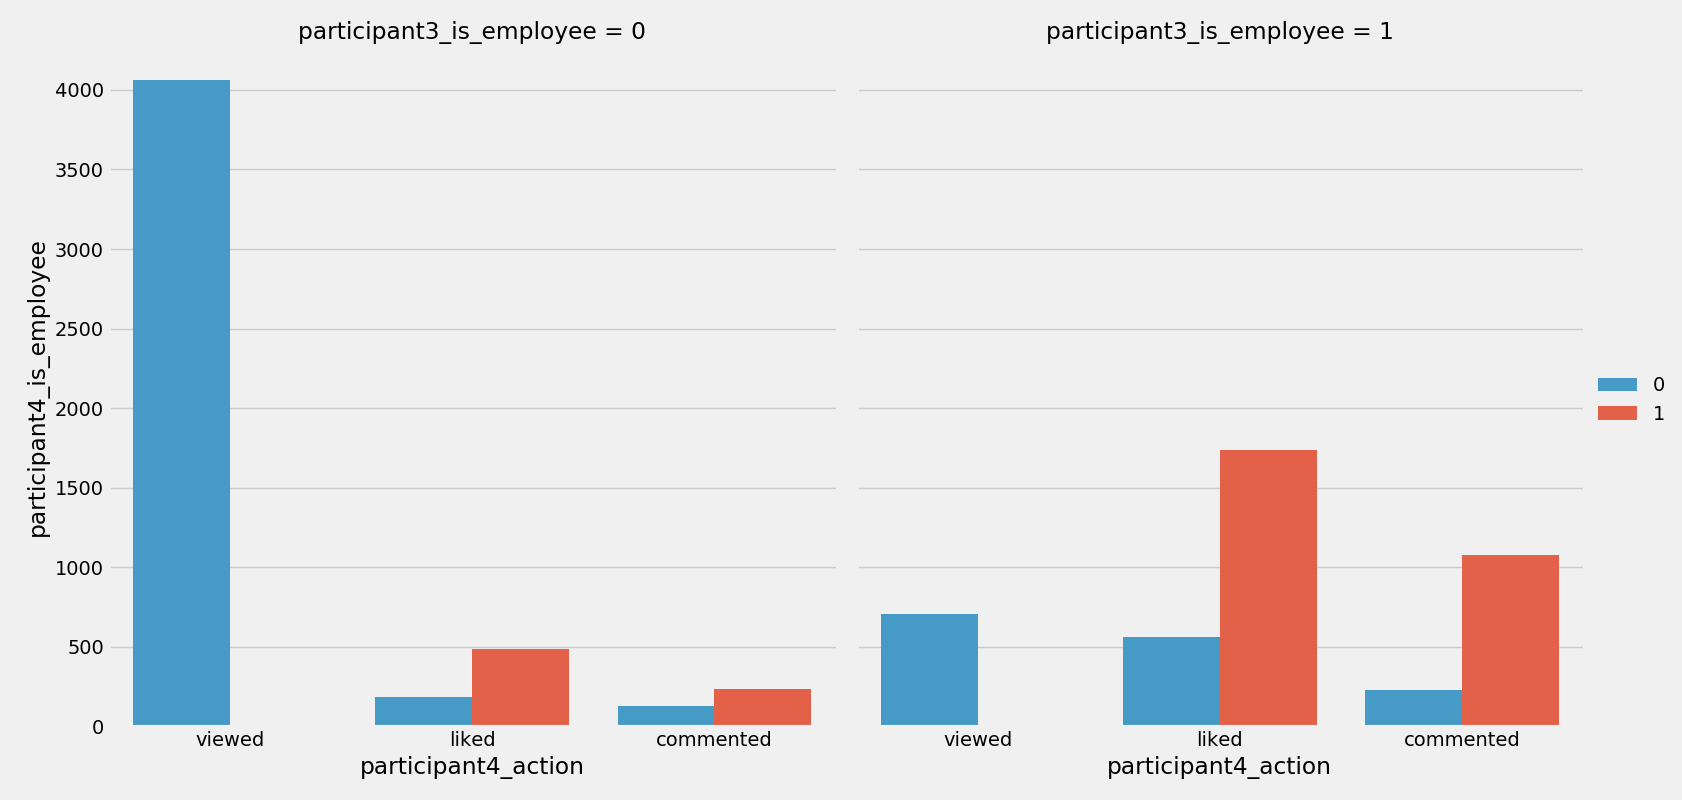 participant3_is_employee = 0
participant3_is_employee = 1
participant4_is_employee
4000
3500
3000
2500
2000
1500
1000
500
0
viewed
liked
commented
participant4_action
viewed
liked
commented
participant4_action
0
1